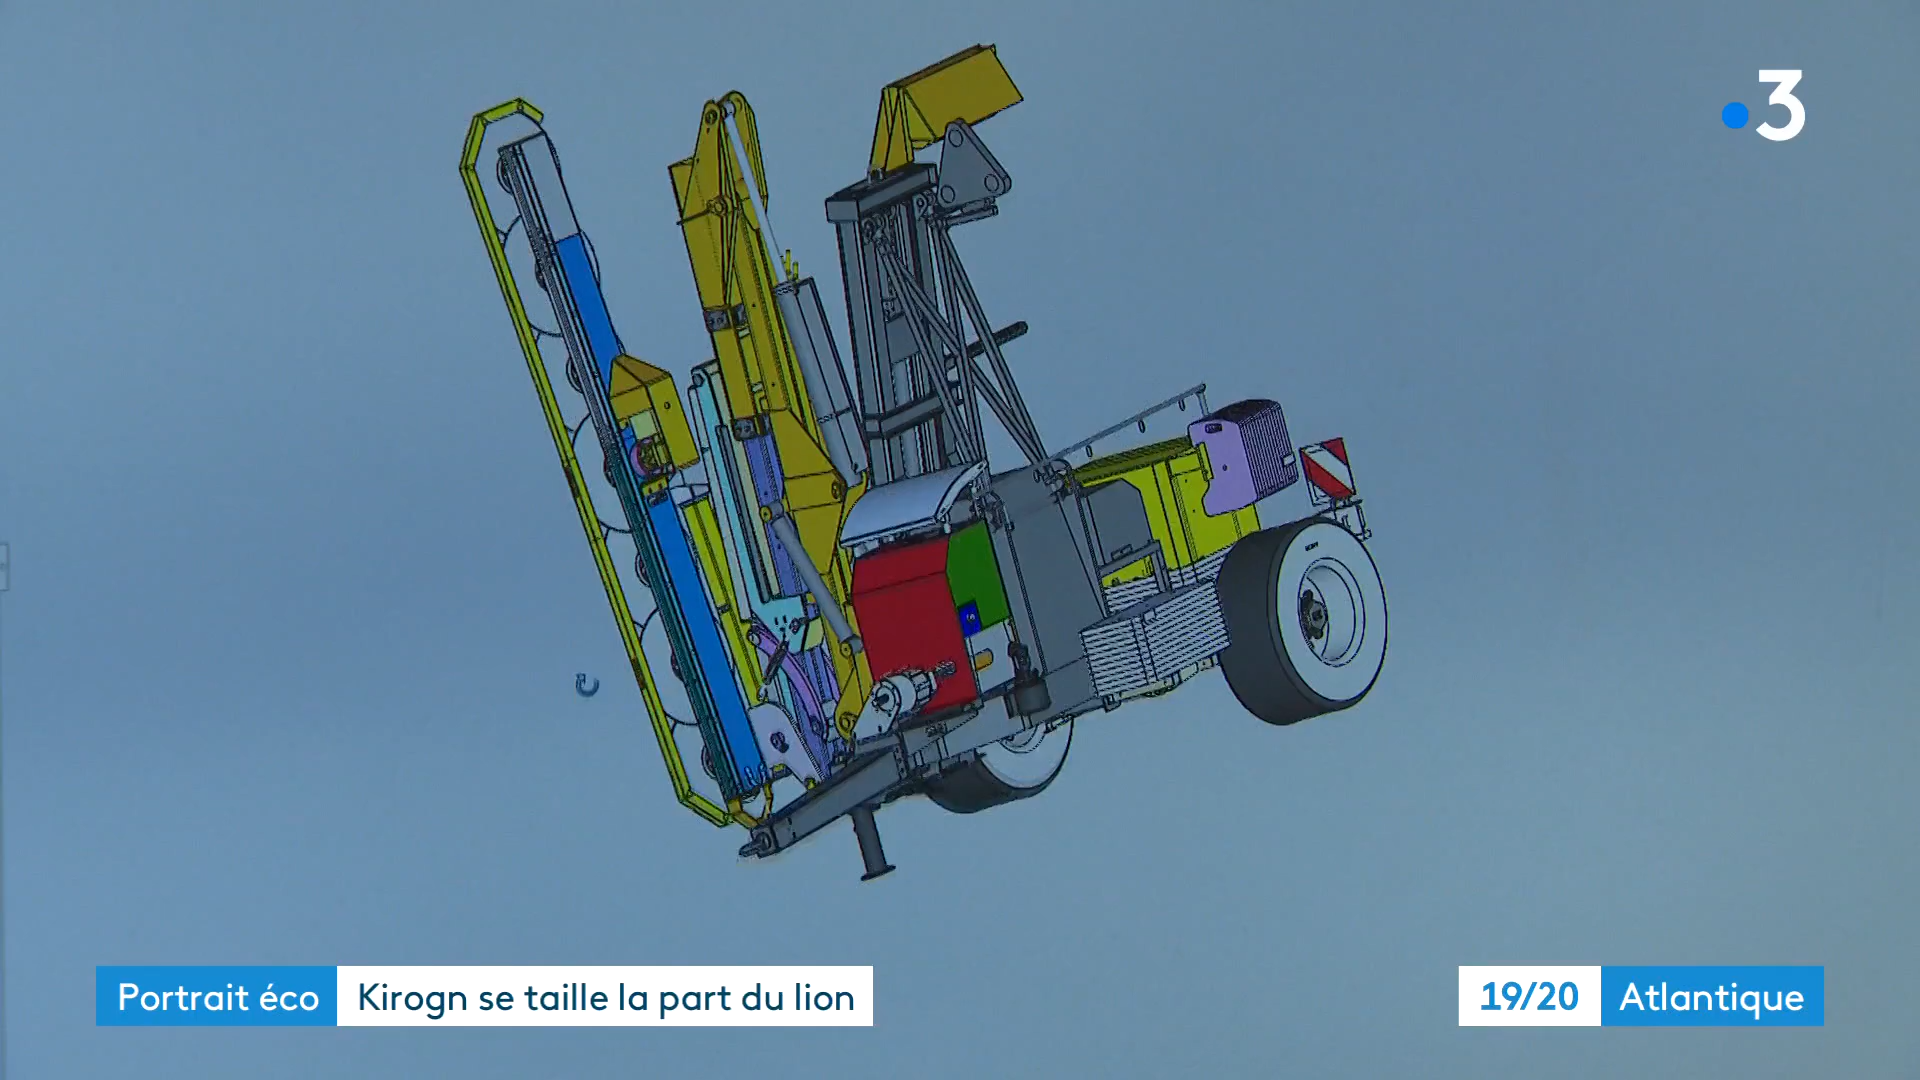 3
Portrait éco
Kirogn se taille la part du lion
19/20
Atlantique